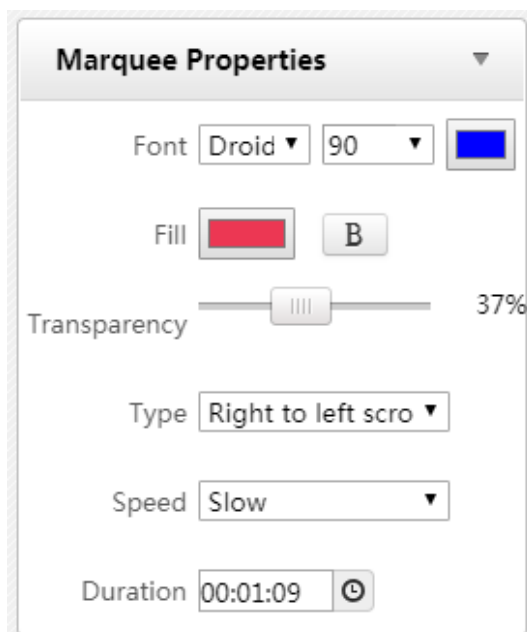 Marquee Properties
Font Droid 90
Fill B
Transparency 37%
Type Right to left scro
Speed Slow
Duration 00:01:09